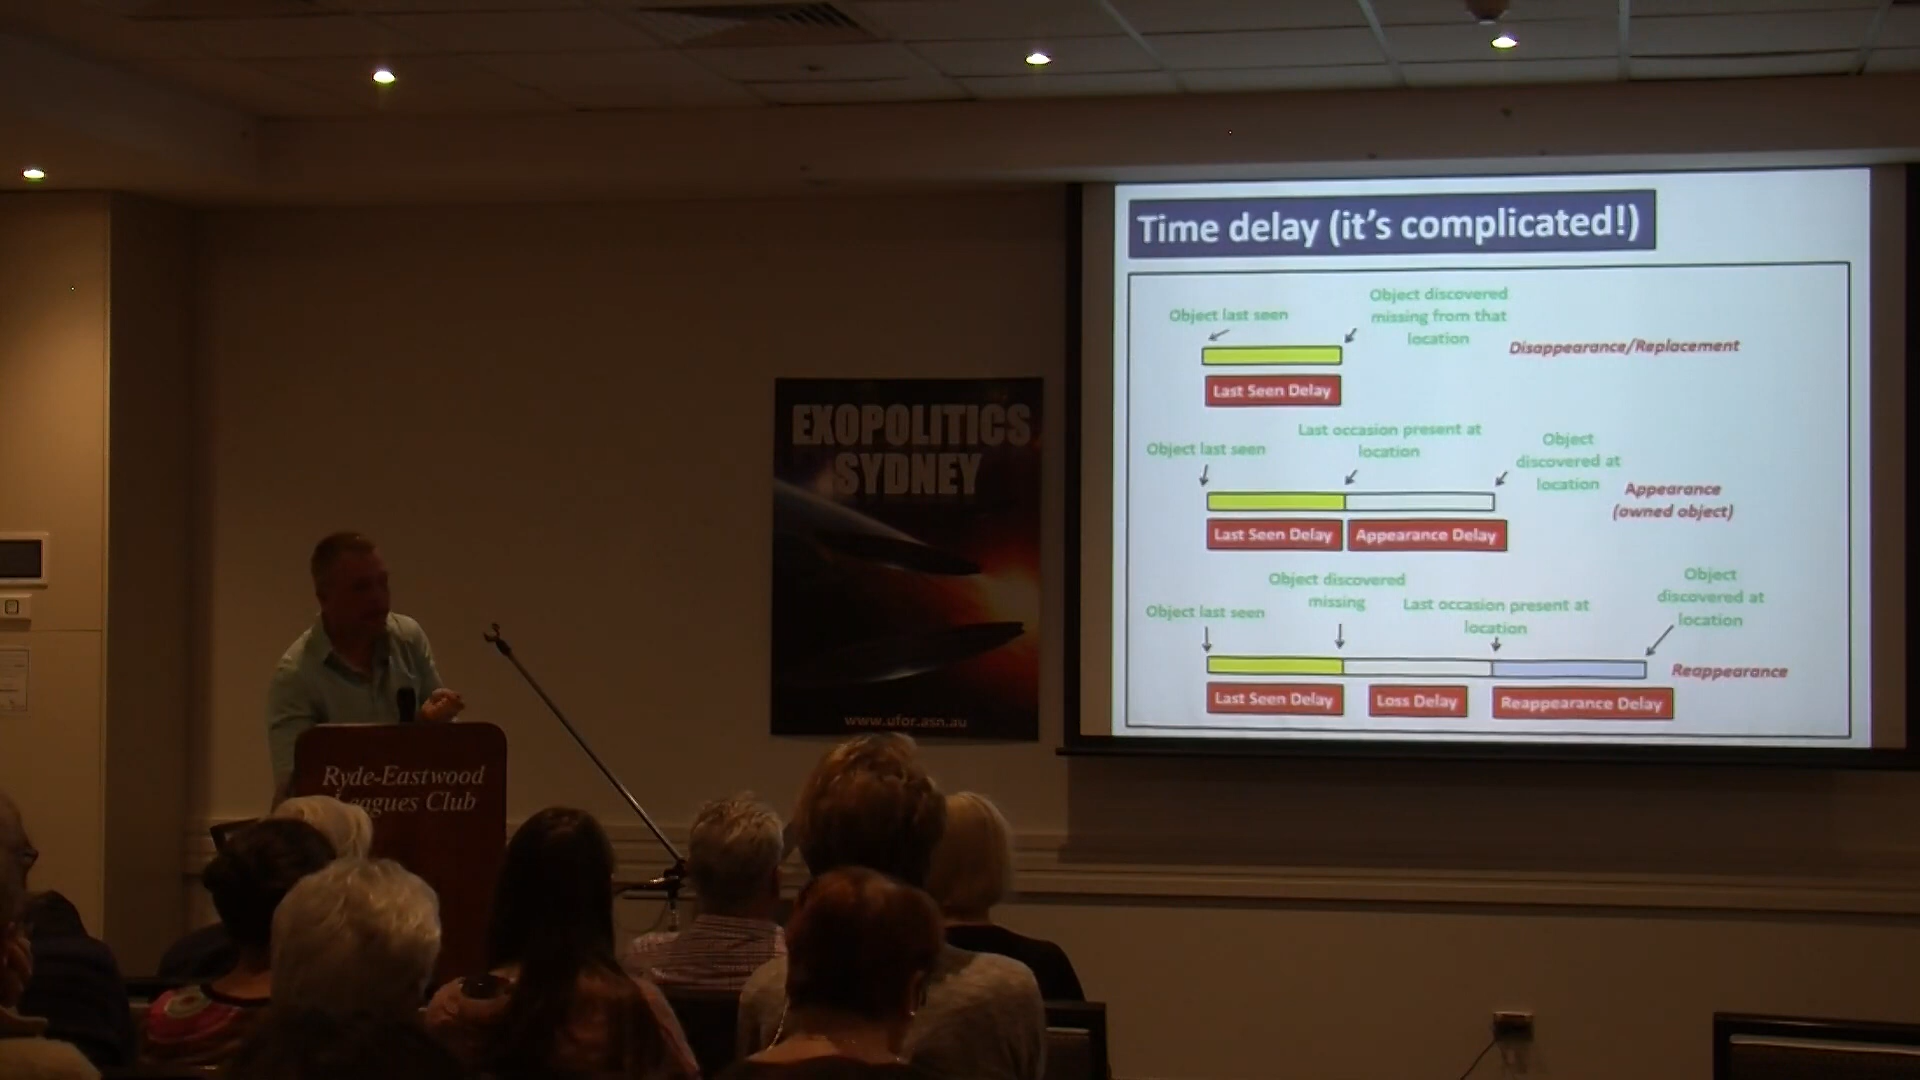 Time delay (it's complicated!)
Object last seen
Object discovered
missing from that
location
Disappearance/Replacement
Last Seen Delay
Object last seen
Last occasion present at
location
Object
discovered at
location
Appearance
(owned object)
Last Seen Delay
Appearance Delay
Object last seen
Object discovered
missing
Last occasion present at
location
Object
discovered at
location
Reappearance
Last Seen Delay
Loss Delay
Reappearance Delay
EXOPOLITICS
SYDNEY
www.ufor.asn.au
Ryde-Eastwood
Leagues Club